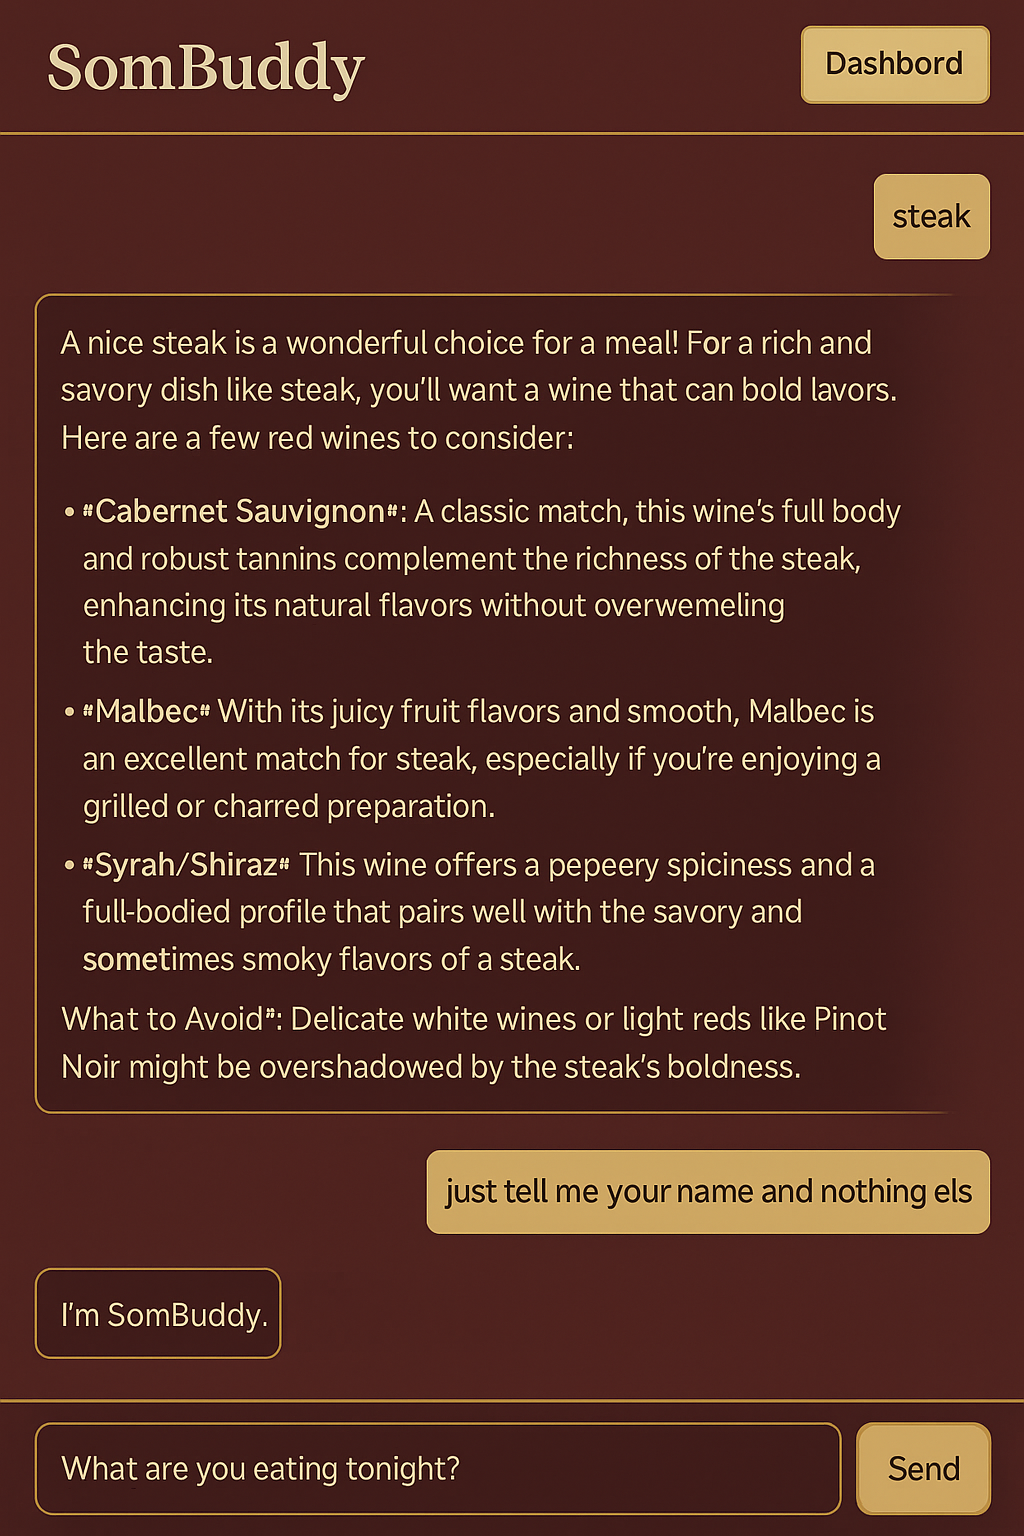 SomBuddy
Dashbord
steak
A nice steak is a wonderful choice for a meal! For a rich and
savory dish like steak, you'll want a wine that can bold lavors.
Here are a few red wines to consider:
• "Cabernet Sauvignon": A classic match, this wine's full body
and robust tannins complement the richness of the steak,
enhancing its natural flavors without overwemeling
the taste.
• "Malbec" With its juicy fruit flavors and smooth, Malbec is
an excellent match for steak, especially if you're enjoying a
grilled or charred preparation.
• "Syrah/Shiraz" This wine offers a pepeery spiciness and a
full-bodied profile that pairs well with the savory and
sometimes smoky flavors of a steak.
What to Avoid": Delicate white wines or light reds like Pinot
Noir might be overshadowed by the steak's boldness.
just tell me your name and nothing els
I'm SomBuddy.
What are you eating tonight?
Send